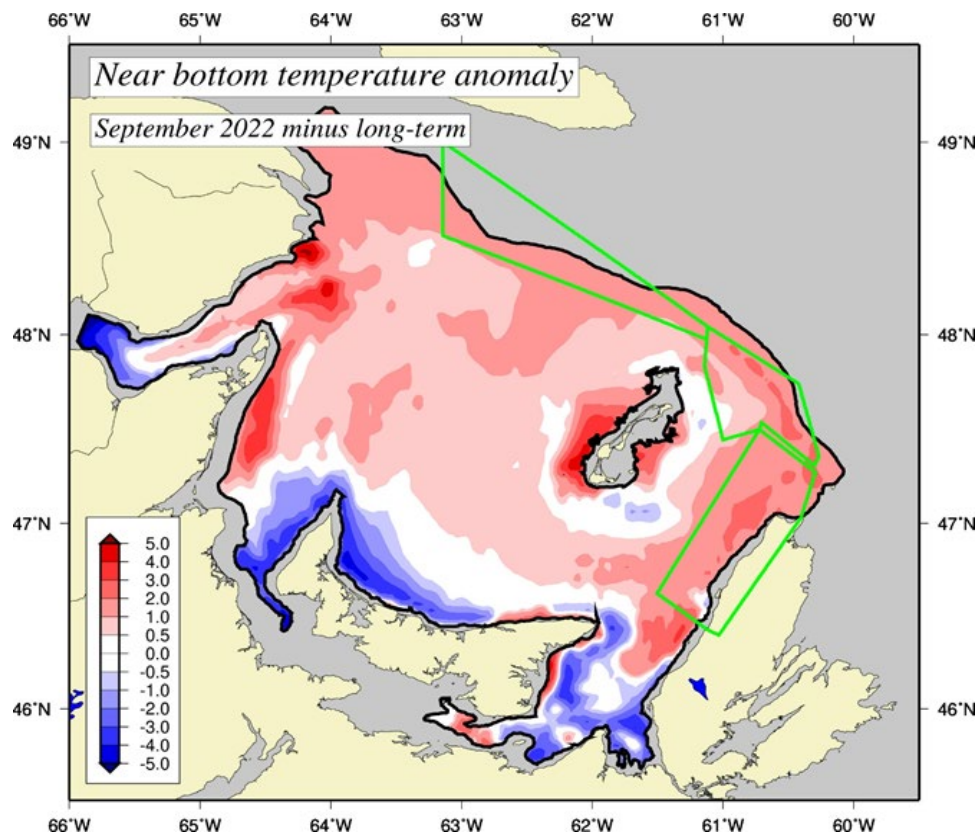 66°W 65°W 64°W 63°W 62°W 61°W 60°W
Near bottom temperature anomaly
September 2022 minus long-term
49°N 49°N
48°N 48°N
47°N 47°N
5.0
4.0
3.0
2.0
1.0
0.5
0.0
-0.5
-1.0
-2.0
-3.0
-4.0
-5.0
46°N 46°N
66°W 65°W 64°W 63°W 62°W 61°W 60°W